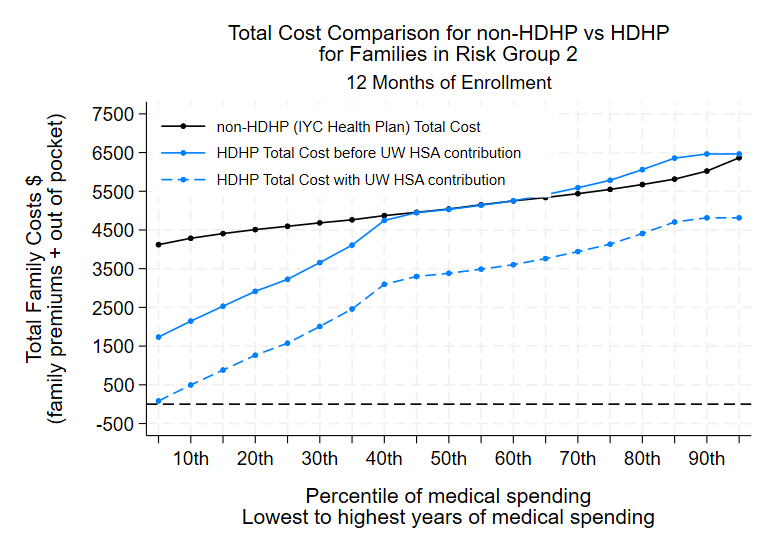 Total Cost Comparison for non-HDHP vs HDHP
for Families in Risk Group 2
12 Months of Enrollment
non-HDHP (IYC Health Plan) Total Cost
HDHP Total Cost before UW HSA contribution
HDHP Total Cost with UW HSA contribution
Total Family Costs $
(family premiums + out of pocket)
7500
6500
5500
4500
3500
2500
1500
500
-500
10th 20th 30th 40th 50th 60th 70th 80th 90th
Percentile of medical spending
Lowest to highest years of medical spending